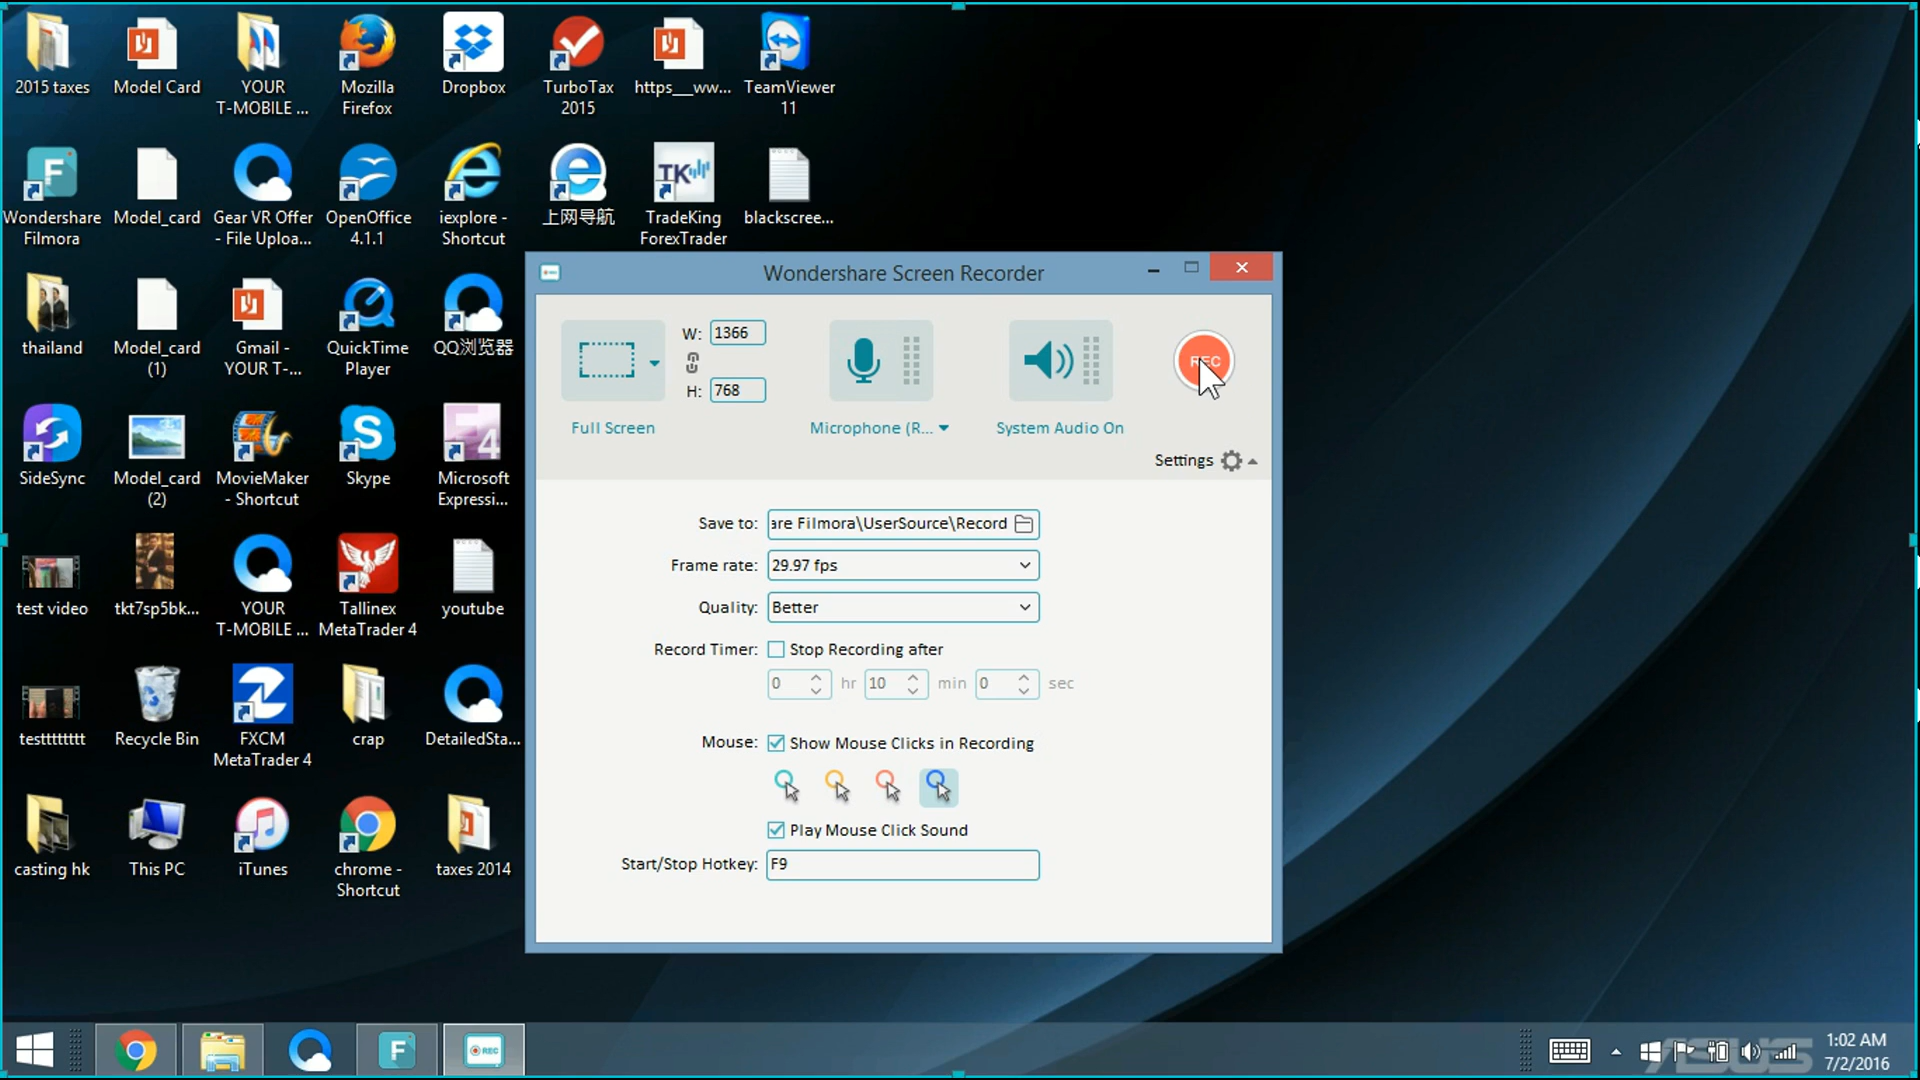 2015 taxes
Model Card
YOUR
T-MOBILE ...
Mozilla
Firefox
Dropbox
TurboTax
2015
https__ww...
TeamViewer
11
Wondershare
Filmora
Model_card
Gear VR Offer
- File Uploa...
OpenOffice
4.1.1
iexplore -
Shortcut
上网导航
TradeKing
ForexTrader
blackscree...
thailand
Model_card
(1)
Gmail -
YOUR T-...
QuickTime
Player
QQ浏览器
SideSync
Model_card
(2)
MovieMaker
- Shortcut
Skype
Microsoft
Expressi...
test video
tkt7sp5bk...
YOUR
T-MOBILE ...
Tallinex
MetaTrader 4
youtube
testttttttt
Recycle Bin
FXCM
MetaTrader 4
crap
DetailedSta...
casting hk
This PC
iTunes
chrome -
Shortcut
taxes 2014
Wondershare Screen Recorder
W: 1366
H: 768
REC
Full Screen
Microphone (R...
System Audio On
Settings
Save to: are Filmora\UserSource\Record
Frame rate: 29.97 fps
Quality: Better
Record Timer: Stop Recording after
0 hr 10 min 0 sec
Mouse: Show Mouse Clicks in Recording
Play Mouse Click Sound
Start/Stop Hotkey: F9
F
REC
ASUS
1:02 AM
7/2/2016